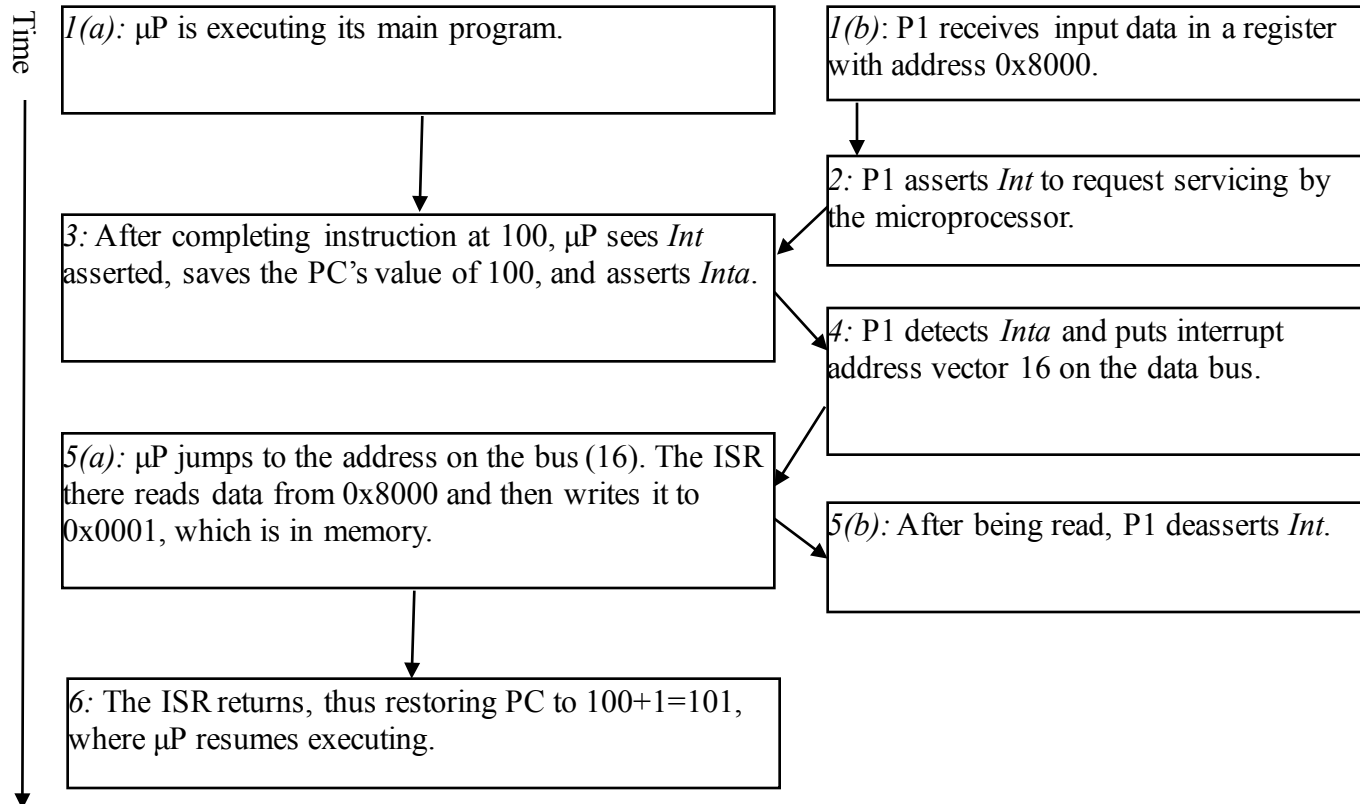 Time
1(a): μP is executing its main program.
1(b): P1 receives input data in a register
with address 0x8000.
2: P1 asserts Int to request servicing by
the microprocessor.
3: After completing instruction at 100, μP sees Int
asserted, saves the PC’s value of 100, and asserts Inta.
4: P1 detects Inta and puts interrupt
address vector 16 on the data bus.
5(a): μP jumps to the address on the bus (16). The ISR
there reads data from 0x8000 and then writes it to
0x0001, which is in memory.
5(b): After being read, P1 deasserts Int.
6: The ISR returns, thus restoring PC to 100+1=101,
where μP resumes executing.